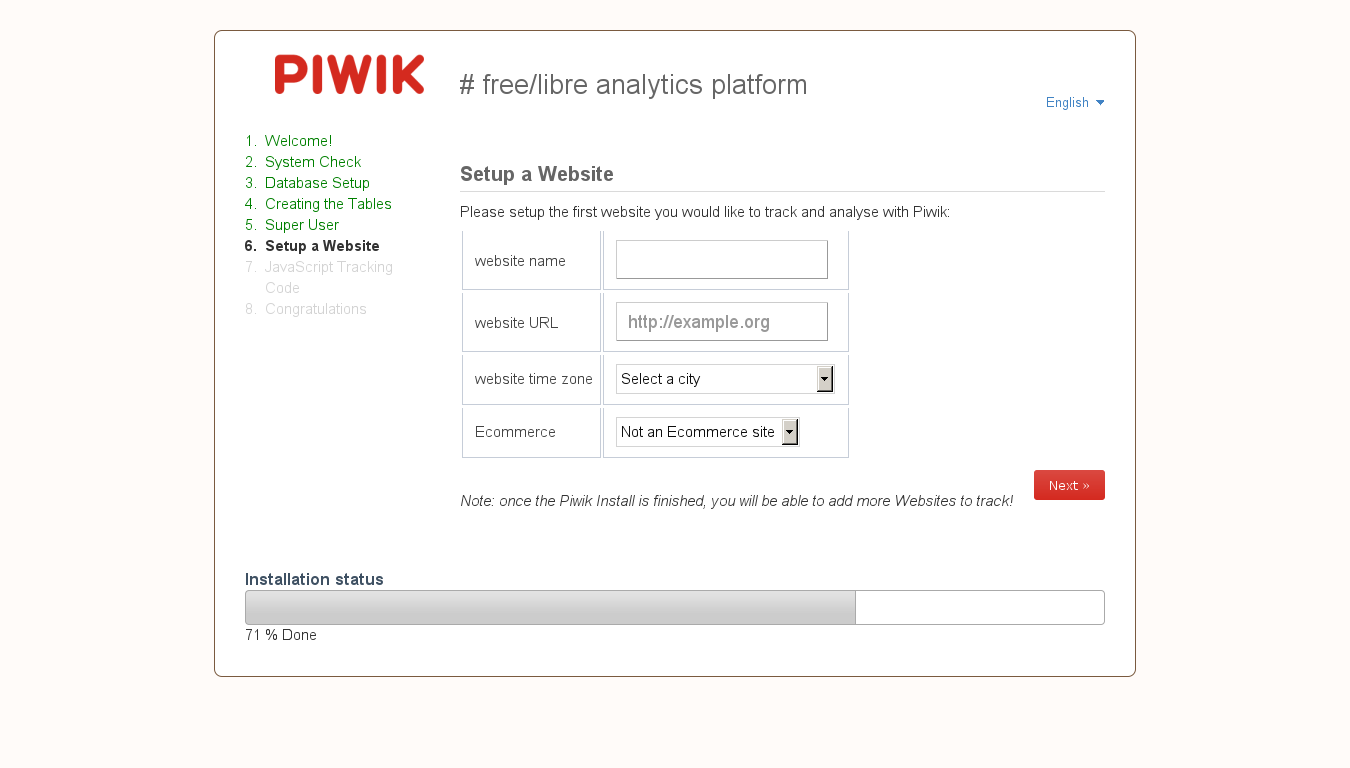 PIWIK
# free/libre analytics platform
English
1. Welcome!
2. System Check
3. Database Setup
4. Creating the Tables
5. Super User
6. Setup a Website
7. JavaScript Tracking
Code
8. Congratulations
Setup a Website
Please setup the first website you would like to track and analyse with Piwik:
website name
website URL
http://example.org
website time zone
Select a city
Ecommerce
Not an Ecommerce site
Next »
Note: once the Piwik Install is finished, you will be able to add more Websites to track!
Installation status
71 % Done